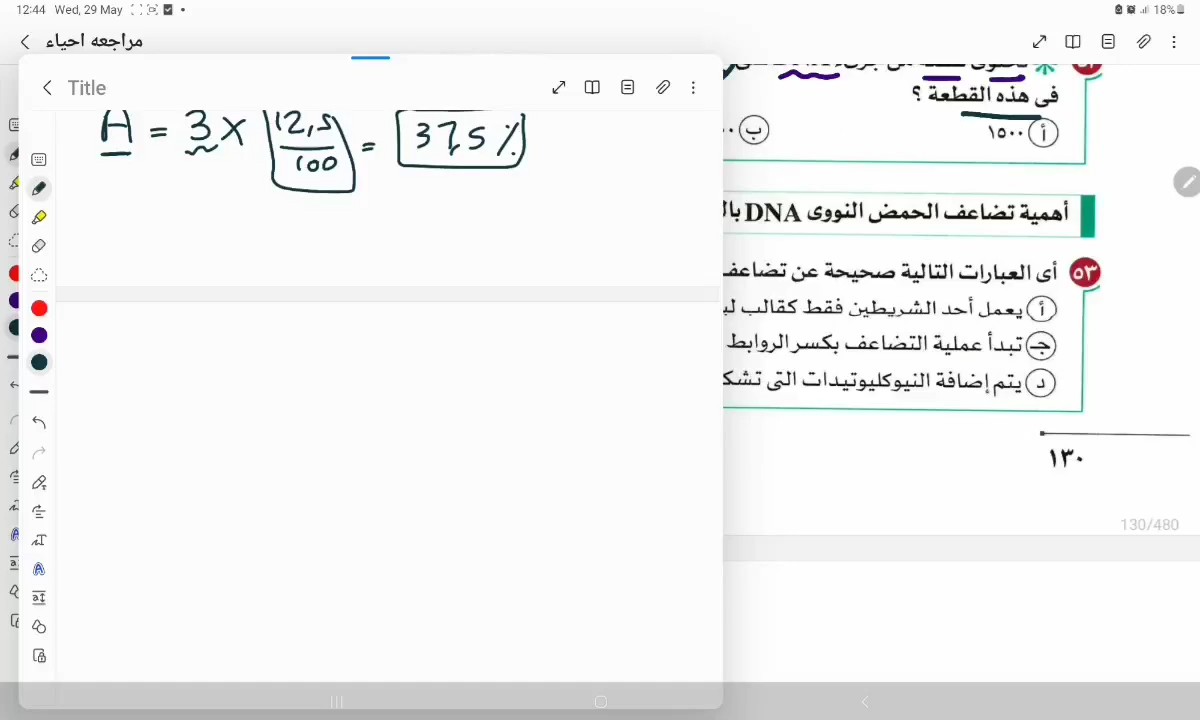 12:44 Wed, 29 May
18%
مراجعه احياء
Title
A = 3 x 12,5 / 100 = 37,5 %
فى هذه القطعة ؟
أ ١٥٠٠
ب
أهمية تضاعف الحمض النووى DNA
٥٣ أى العبارات التالية صحيحة عن
أ يعمل أحد الشريطين فقط كقالب
جـ تبدأ عملية التضاعف بكسر الروابط
د يتم إضافة النيوكليوتيدات التى
١٣٠
130/480